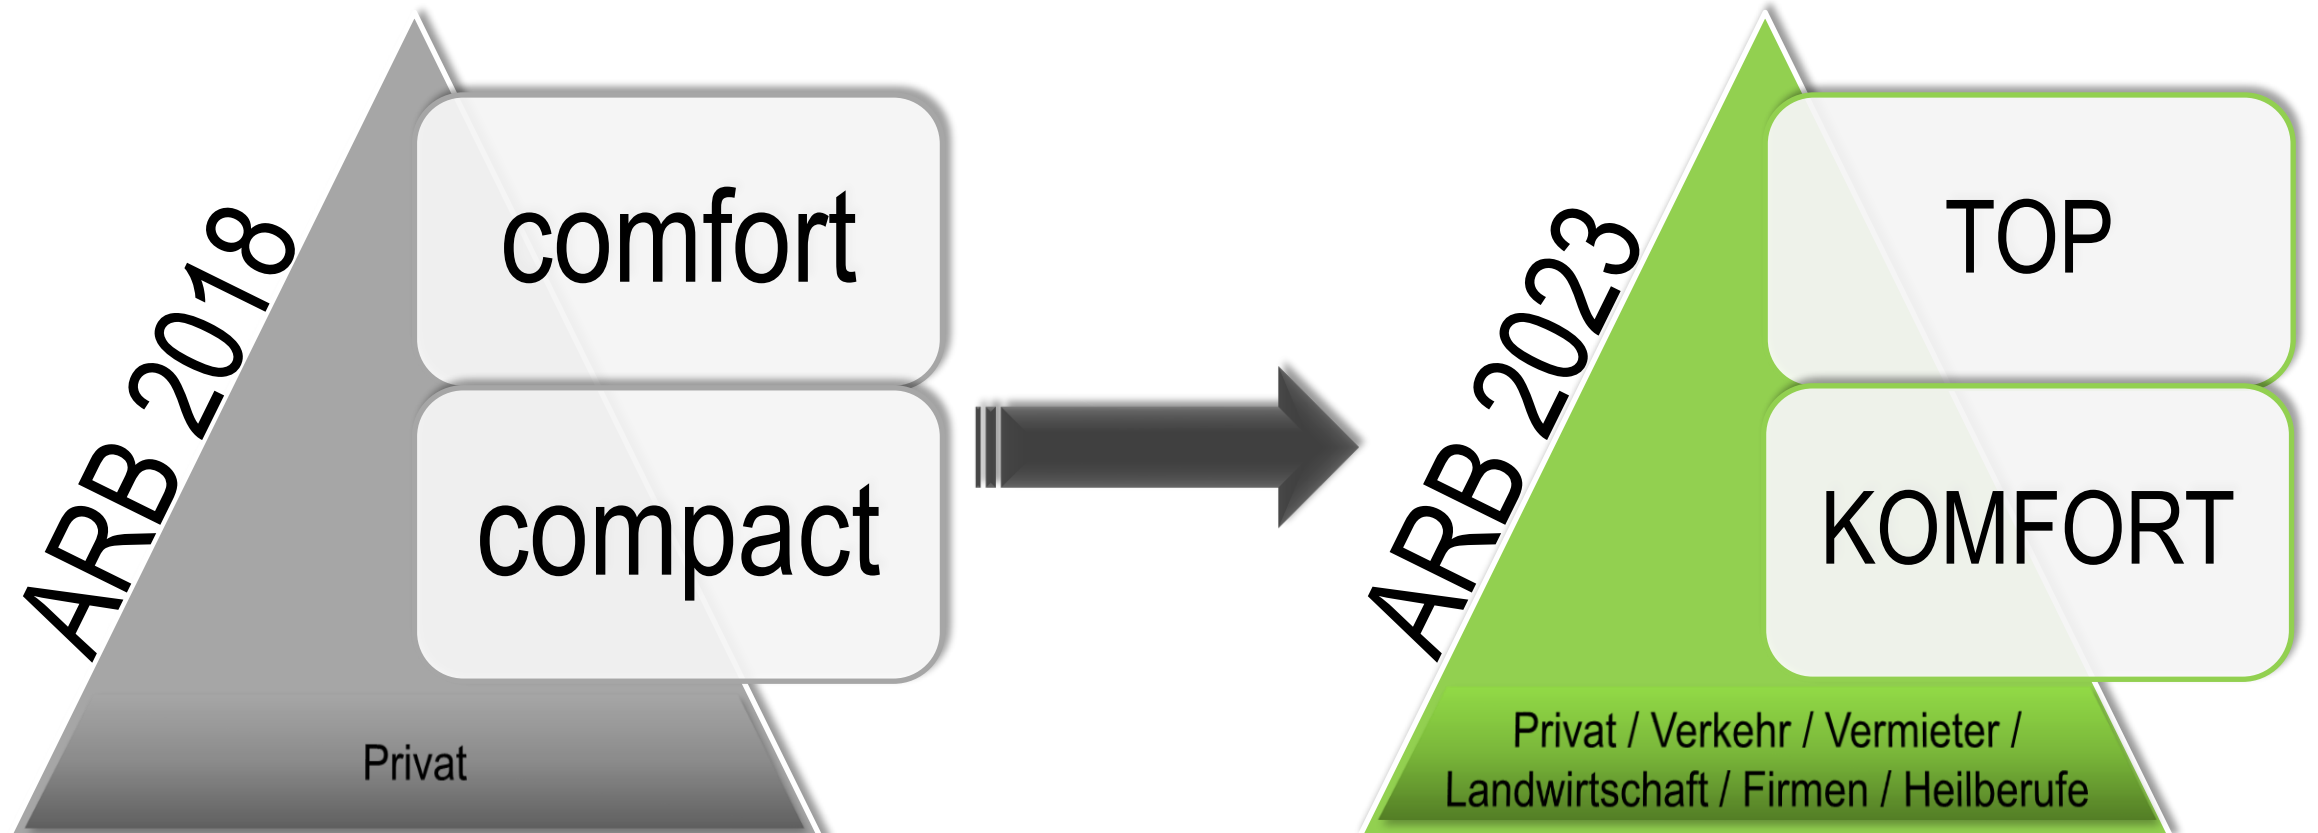 ARB 2018
comfort
compact
Privat
ARB 2023
TOP
KOMFORT
Privat / Verkehr / Vermieter /
Landwirtschaft / Firmen / Heilberufe